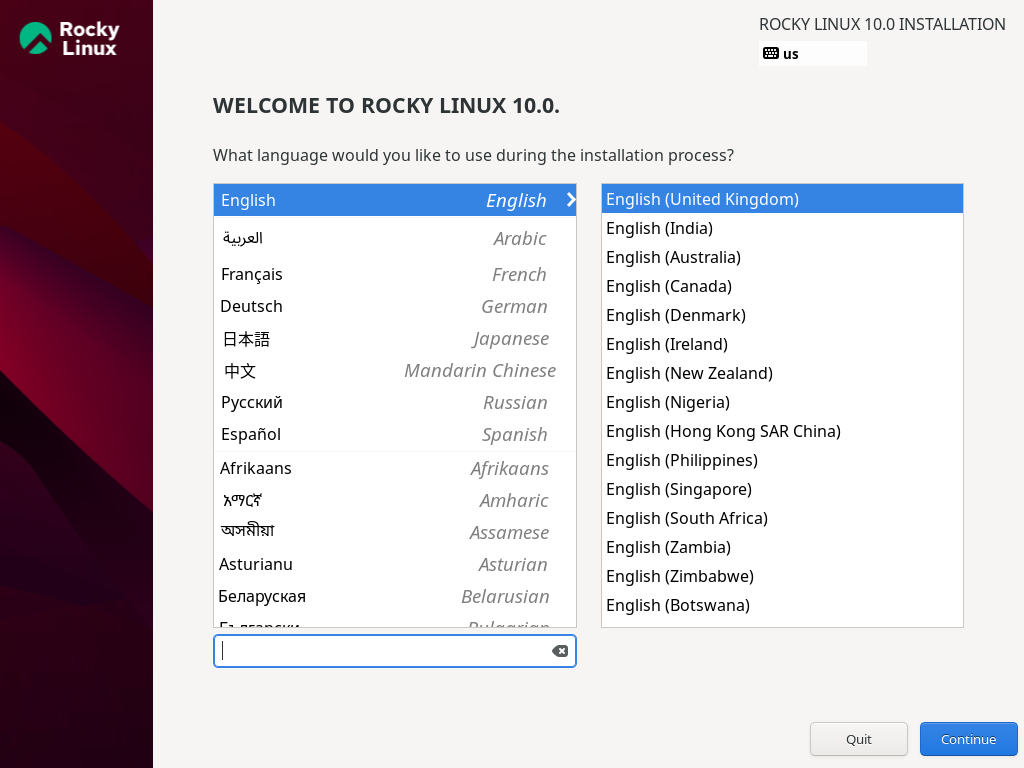 Rocky
Linux
ROCKY LINUX 10.0 INSTALLATION
us
WELCOME TO ROCKY LINUX 10.0.
What language would you like to use during the installation process?
English English
العربية Arabic
Français French
Deutsch German
日本語 Japanese
中文 Mandarin Chinese
Русский Russian
Español Spanish
Afrikaans Afrikaans
አማርኛ Amharic
অসমীয়া Assamese
Asturianu Asturian
Беларуская Belarusian
Български Bulgarian
English (United Kingdom)
English (India)
English (Australia)
English (Canada)
English (Denmark)
English (Ireland)
English (New Zealand)
English (Nigeria)
English (Hong Kong SAR China)
English (Philippines)
English (Singapore)
English (South Africa)
English (Zambia)
English (Zimbabwe)
English (Botswana)
Quit
Continue